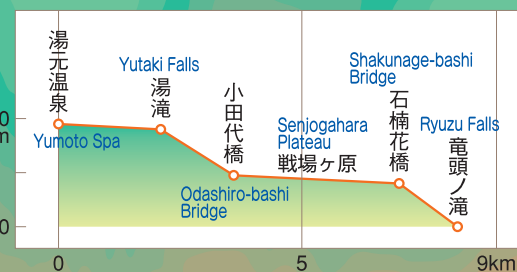 湯元温泉
Yumoto Spa
Yutaki Falls
湯滝
小田代橋
Odashiro-bashi
Bridge
Senjogahara
Plateau
戦場ヶ原
Shakunage-bashi
Bridge
石楠花橋
Ryuzu Falls
竜頭ノ滝
0
m
0
0
5
9km